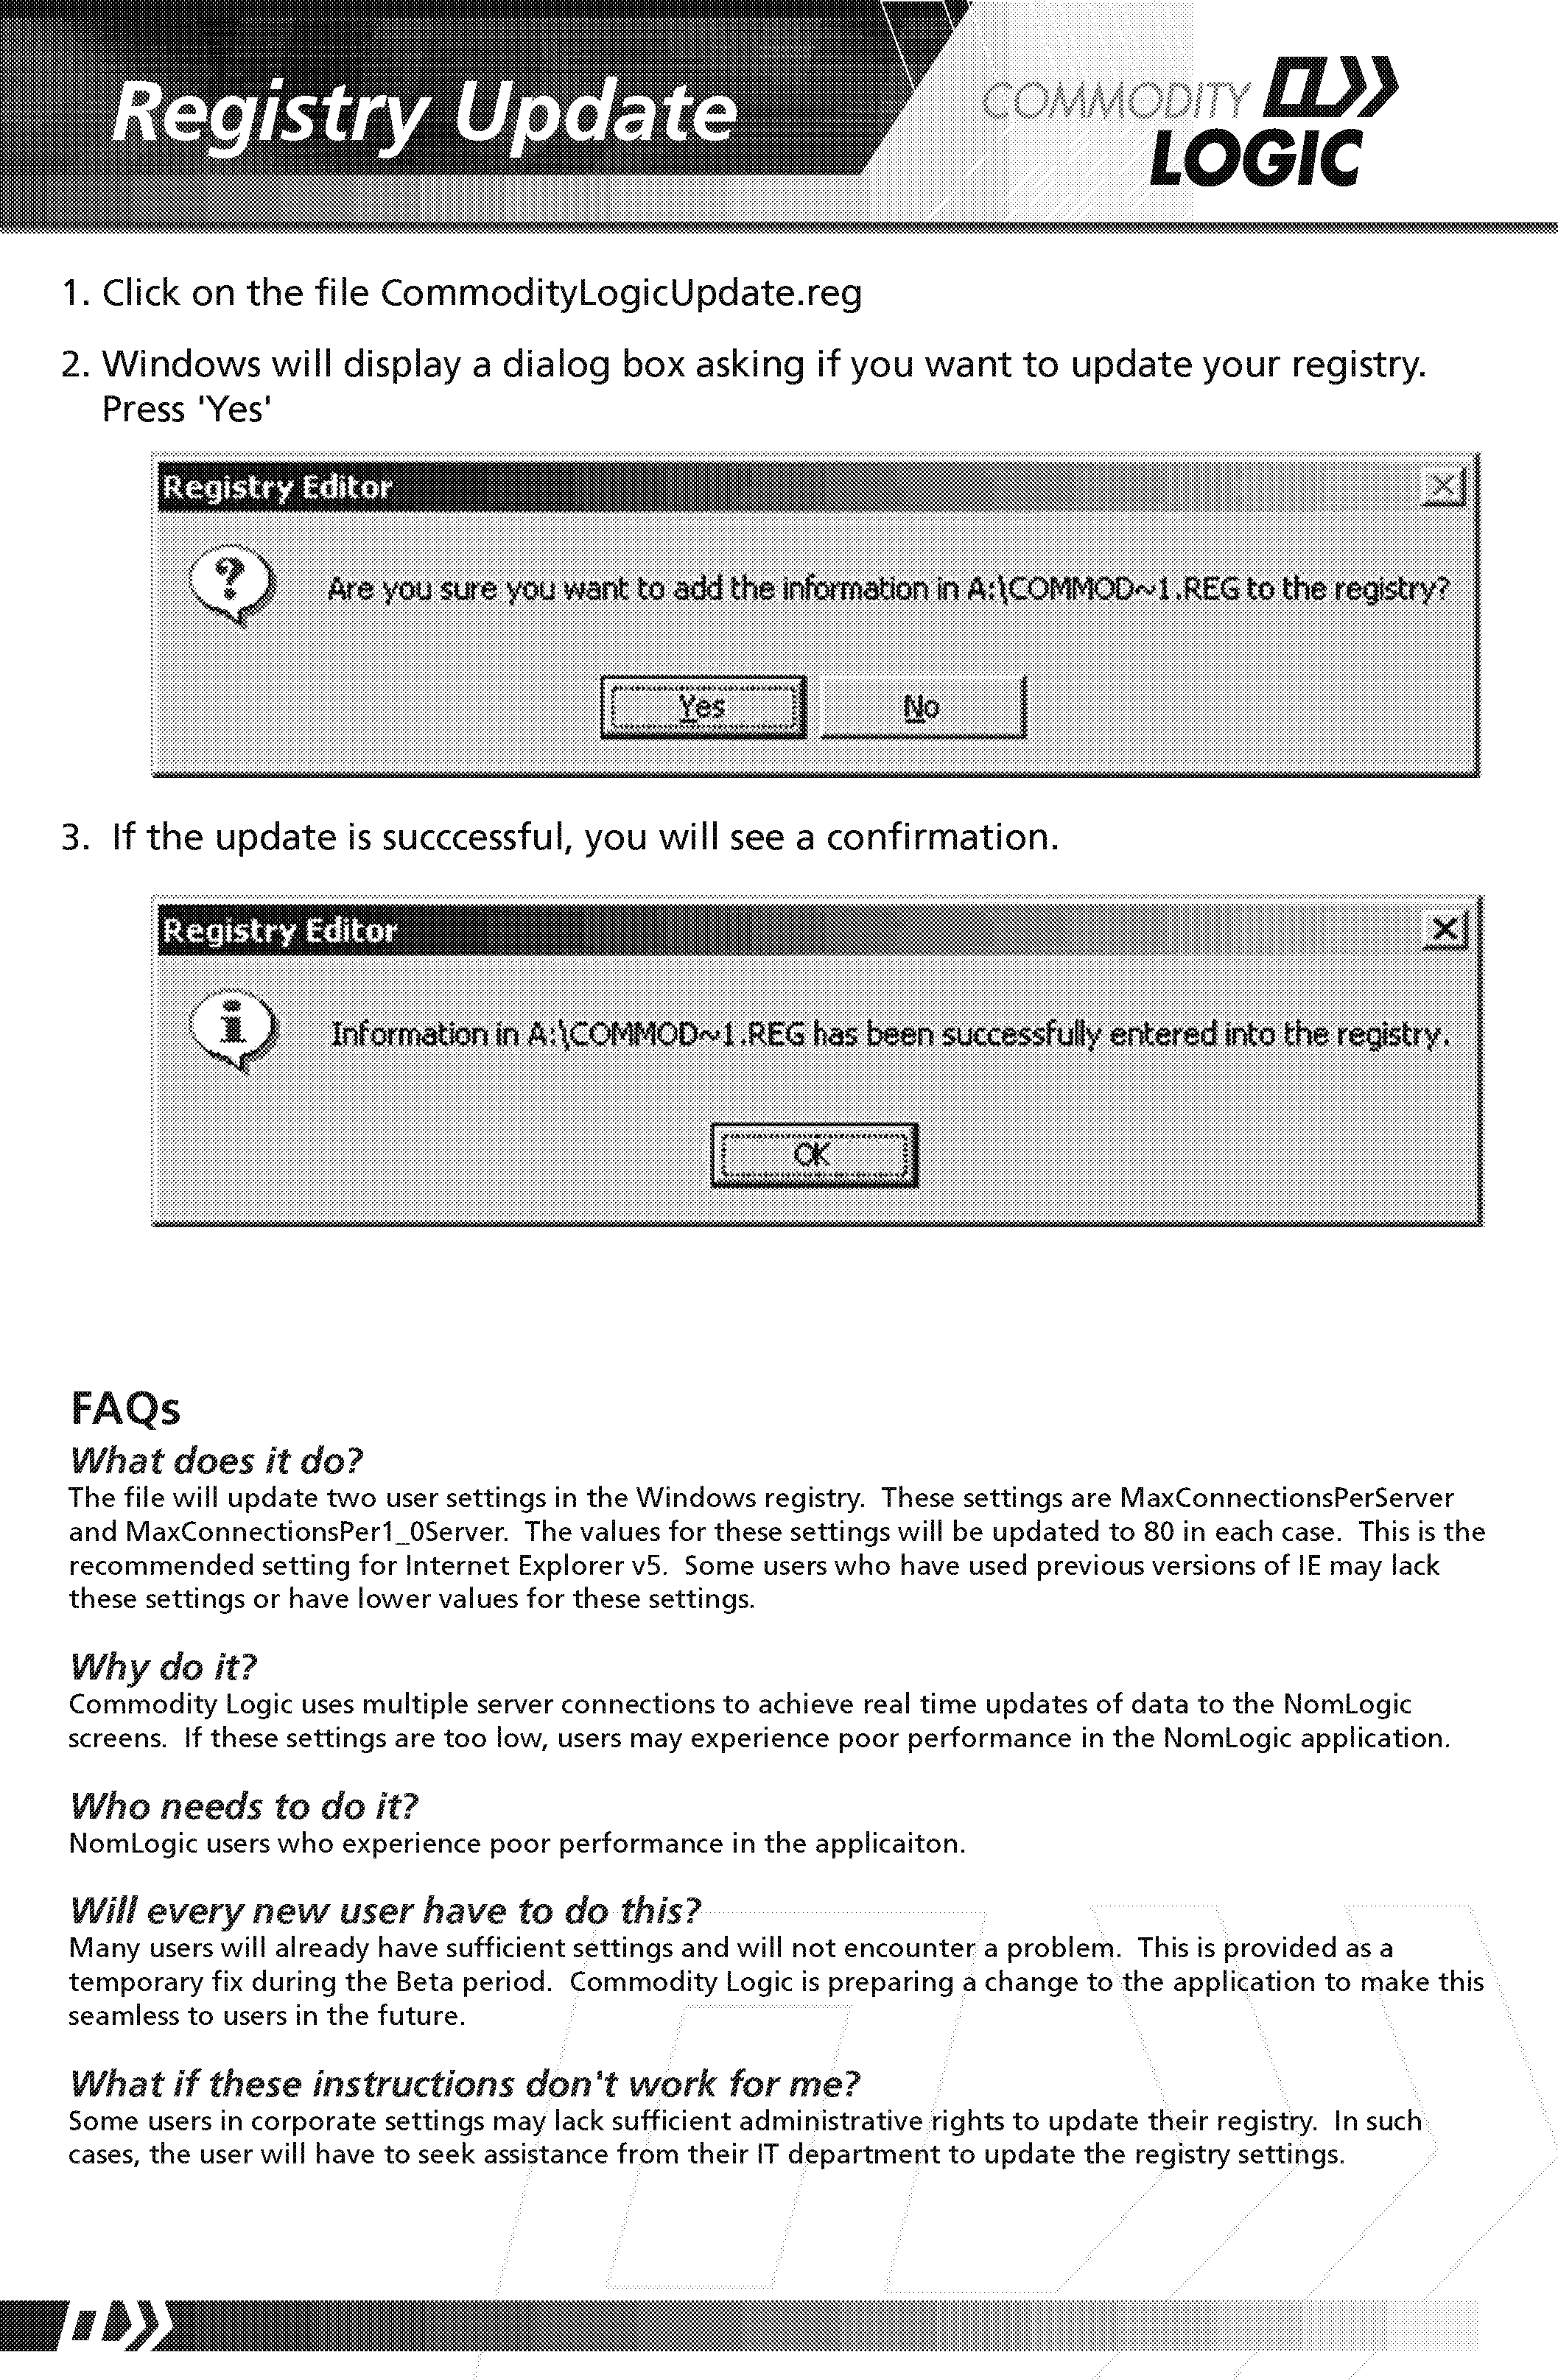 Registry Update
COMMODITY
LOGIC
1. Click on the file CommodityLogicUpdate.reg
2. Windows will display a dialog box asking if you want to update your registry.
Press 'Yes'
Registry Editor
Are you sure you want to add the information in A:\COMMOD~1.REG to the registry?
Yes No
3. If the update is succcessful, you will see a confirmation.
Registry Editor
Information in A:\COMMOD~1.REG has been successfully entered into the registry.
OK
FAQs
What does it do?
The file will update two user settings in the Windows registry. These settings are MaxConnectionsPerServer
and MaxConnectionsPer1_0Server. The values for these settings will be updated to 80 in each case. This is the
recommended setting for Internet Explorer v5. Some users who have used previous versions of IE may lack
these settings or have lower values for these settings.
Why do it?
Commodity Logic uses multiple server connections to achieve real time updates of data to the NomLogic
screens. If these settings are too low, users may experience poor performance in the NomLogic application.
Who needs to do it?
NomLogic users who experience poor performance in the applicaiton.
Will every new user have to do this?
Many users will already have sufficient settings and will not encounter a problem. This is provided as a
temporary fix during the Beta period. Commodity Logic is preparing a change to the application to make this
seamless to users in the future.
What if these instructions don't work for me?
Some users in corporate settings may lack sufficient administrative rights to update their registry. In such
cases, the user will have to seek assistance from their IT department to update the registry settings.